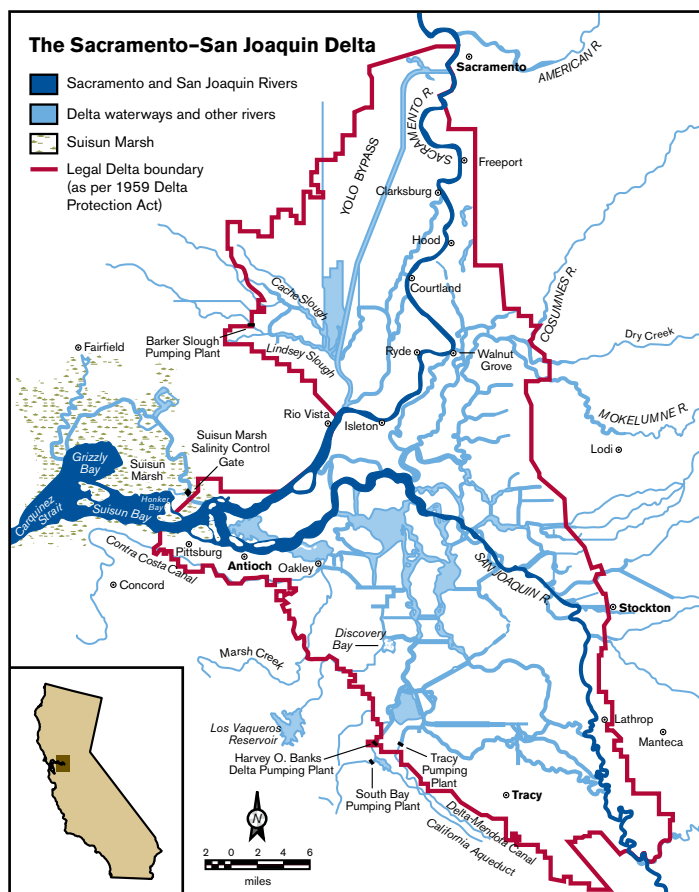 The Sacramento–San Joaquin Delta
Sacramento and San Joaquin Rivers
Delta waterways and other rivers
Suisun Marsh
Legal Delta boundary
(as per 1959 Delta
Protection Act)
Sacramento
AMERICAN R.
SACRAMENTO R.
YOLO BYPASS
Freeport
Clarksburg
Hood
Courtland
COSUMNES R.
Cache Slough
Barker Slough
Pumping Plant
Lindsey Slough
Fairfield
Ryde
Walnut
Grove
Dry Creek
MOKELUMNE R.
Rio Vista
Isleton
Lodi
Suisun Marsh
Salinity Control
Gate
Grizzly
Bay
Suisun
Marsh
Honker
Bay
Suisun Bay
Carquinez
Strait
Contra Costa Canal
Pittsburg
Antioch
Oakley
Concord
SAN JOAQUIN R.
Stockton
Discovery
Bay
Marsh Creek
Los Vaqueros
Reservoir
Lathrop
Manteca
Harvey O. Banks
Delta Pumping Plant
Tracy
Pumping
Plant
South Bay
Pumping Plant
Tracy
Delta-Mendota Canal
California Aqueduct
N
2 0 2 4 6
miles